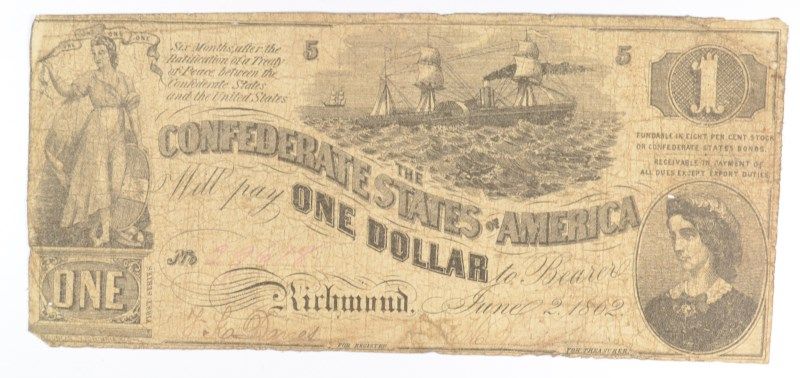 ONE ONE
Six Months, after the
Ratification of a Treaty
of Peace between the
Confederate States
and the United States
5
5
1
FUNDABLE IN EIGHT PER CENT STOCK
OR CONFEDERATE STATES BONDS.
RECEIVABLE IN PAYMENT OF
ALL DUES EXCEPT EXPORT DUTIES
THE
CONFEDERATE STATES OF AMERICA
Will pay ONE DOLLAR to Bearer
No
Richmond, June 2, 1862
ONE
FOR REGISTER
FOR TREASURER